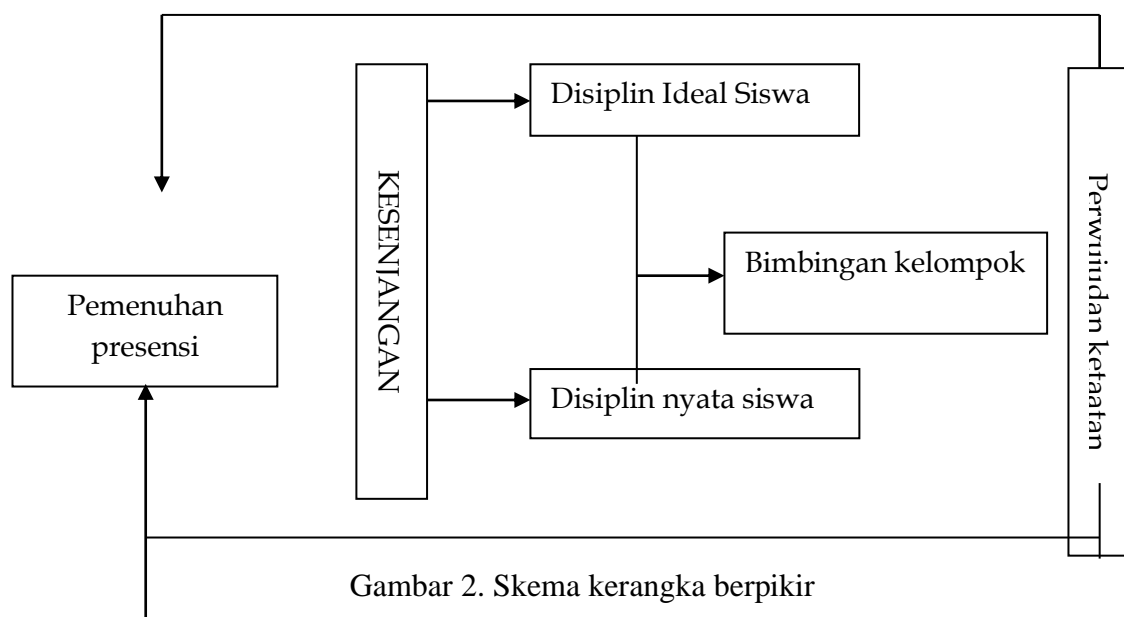 Disiplin Ideal Siswa
KESENJANGAN
Bimbingan kelompok
Pemenuhan
presensi
Disiplin nyata siswa
Perwujudan ketaatan
Gambar 2. Skema kerangka berpikir